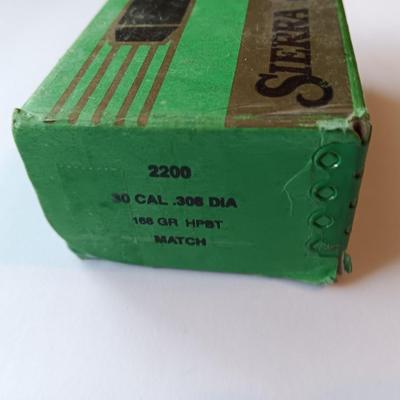 SIERRA
2200
30 CAL .308 DIA
168 GR HPBT
MATCH